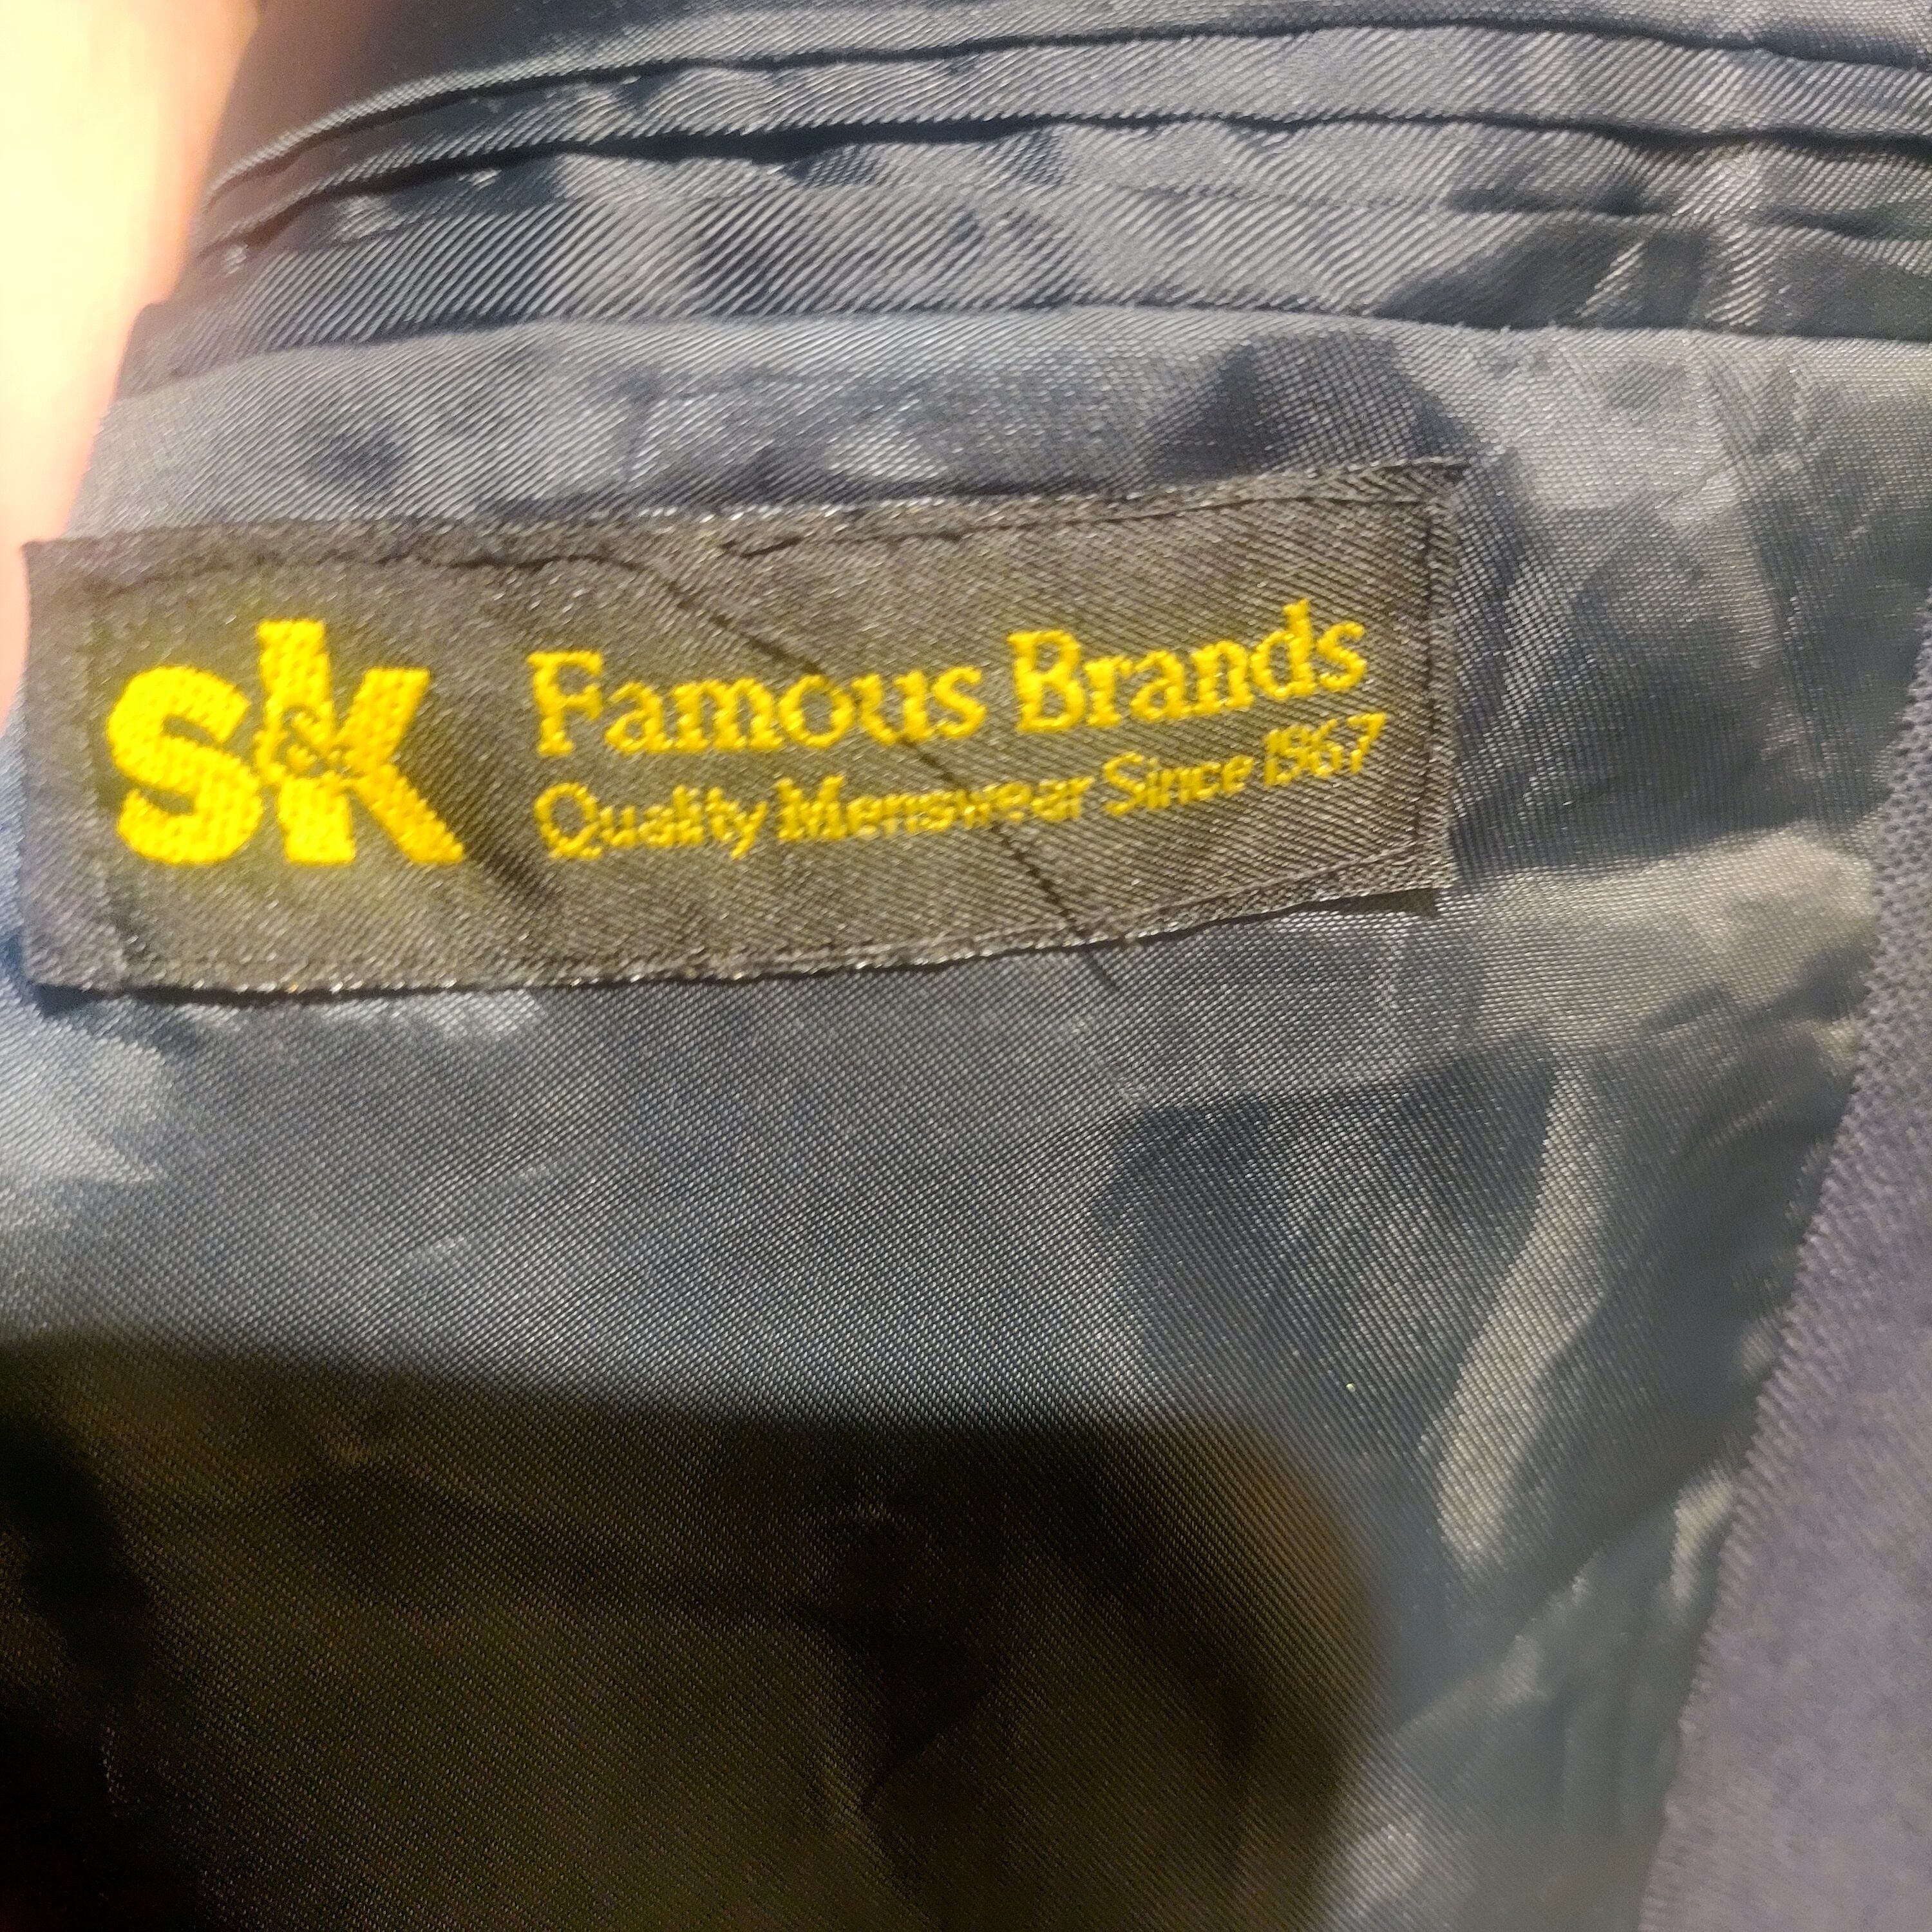 S&K
Famous Brands
Quality Menswear Since 1967